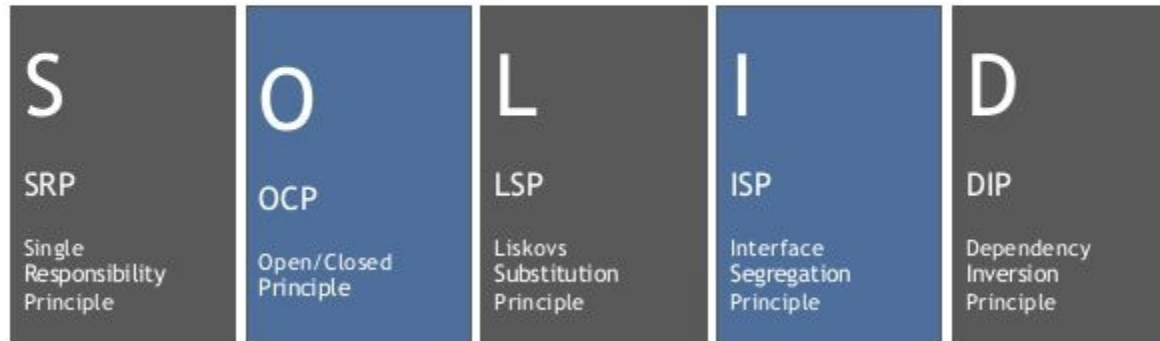 S
SRP
Single
Responsibility
Principle
O
OCP
Open/Closed
Principle
L
LSP
Liskovs
Substitution
Principle
I
ISP
Interface
Segregation
Principle
D
DIP
Dependency
Inversion
Principle